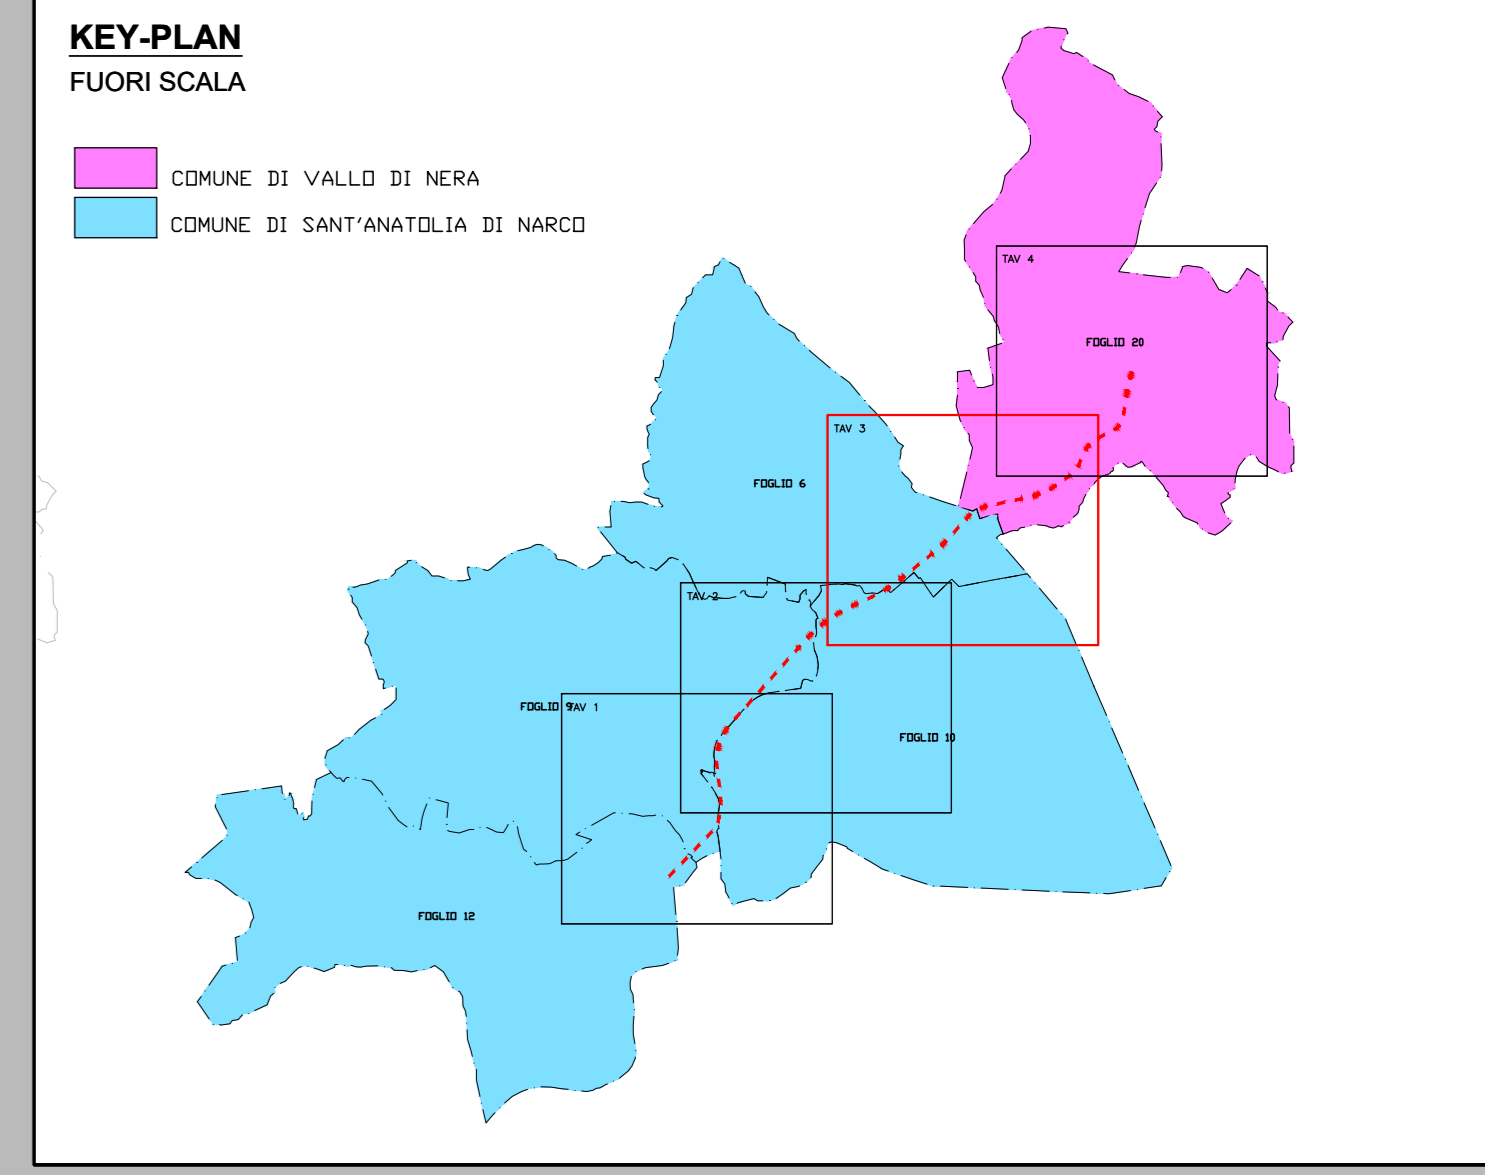 KEY-PLAN
FUORI SCALA
COMUNE DI VALLO DI NERA
COMUNE DI SANT'ANATOLIA DI NARCO
TAV 4
FOGLIO 20
TAV 3
FOGLIO 6
TAV 2
FOGLIO 9
TAV 1
FOGLIO 10
FOGLIO 12